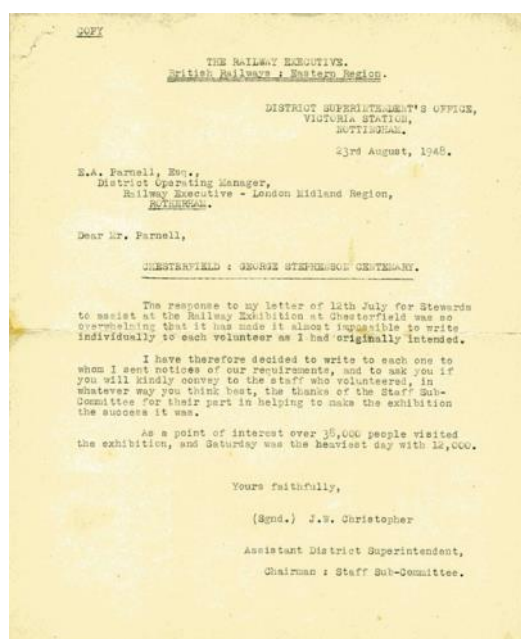 COPY
THE RAILWAY EXECUTIVE.
British Railways : Eastern Region.
DISTRICT SUPERINTENDENT'S OFFICE,
VICTORIA STATION,
NOTTINGHAM.
23rd August, 1948.
E.A. Parnell, Esq.,
District Operating Manager,
Railway Executive - London Midland Region,
ROTHERHAM.
Dear Mr. Parnell,
CHESTERFIELD : GEORGE STEPHENSON CENTENARY.
The response to my letter of 12th July for Stewards
to assist at the Railway Exhibition at Chesterfield was so
overwhelming that it has made it almost impossible to write
individually to each volunteer as I had originally intended.
I have therefore decided to write to each one to
whom I sent notices of our requirements, and to ask you if
you will kindly convey to the staff who volunteered, in
whatever way you think best, the thanks of the Staff Sub-
Committee for their part in helping to make the exhibition
the success it was.
As a point of interest over 38,000 people visited
the exhibition, and Saturday was the heaviest day with 12,000.
Yours faithfully,
(Sgnd.) J.W. Christopher
Assistant District Superintendent,
Chairman : Staff Sub-Committee.